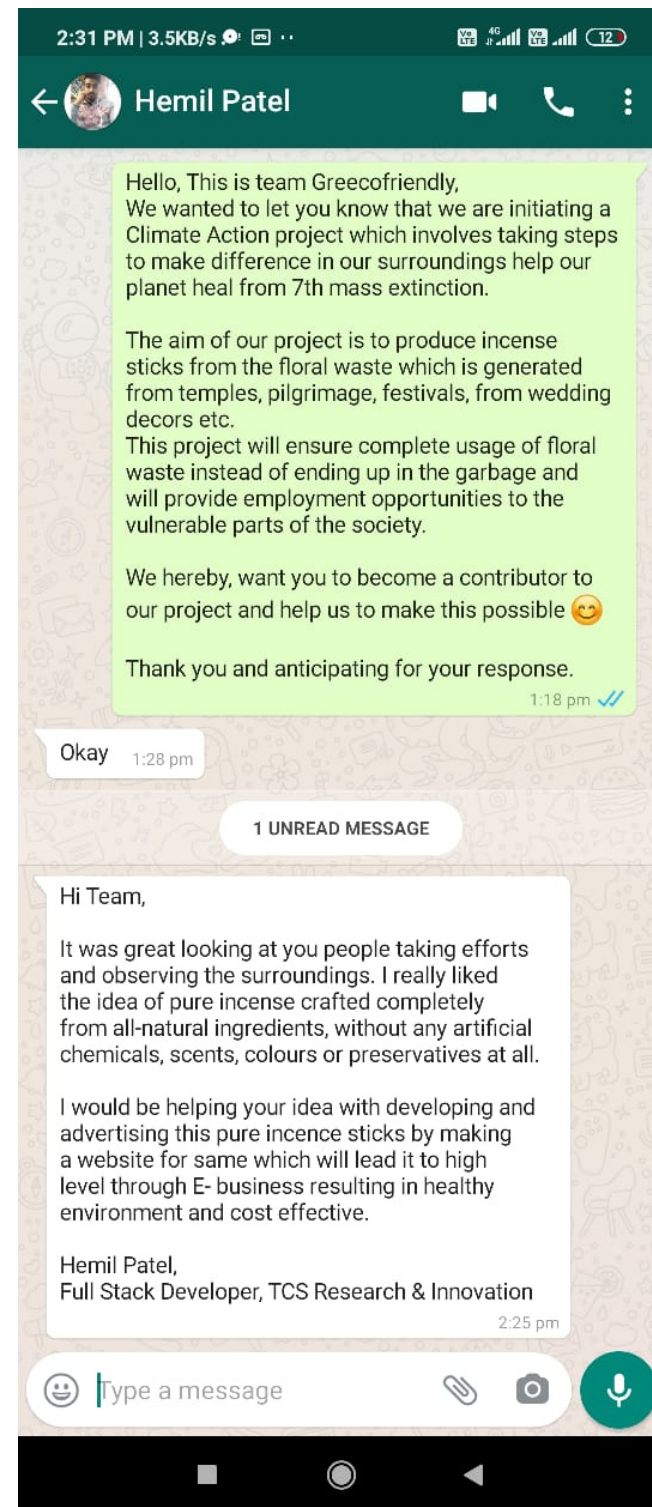 2:31 PM | 3.5KB/s
Vo LTE 4G Vo LTE 12
Hemil Patel
Hello, This is team Greecofriendly,
We wanted to let you know that we are initiating a
Climate Action project which involves taking steps
to make difference in our surroundings help our
planet heal from 7th mass extinction.
The aim of our project is to produce incense
sticks from the floral waste which is generated
from temples, pilgrimage, festivals, from wedding
decors etc.
This project will ensure complete usage of floral
waste instead of ending up in the garbage and
will provide employment opportunities to the
vulnerable parts of the society.
We hereby, want you to become a contributor to
our project and help us to make this possible 😊
Thank you and anticipating for your response.
1:18 pm
Okay 1:28 pm
1 UNREAD MESSAGE
Hi Team,
It was great looking at you people taking efforts
and observing the surroundings. I really liked
the idea of pure incense crafted completely
from all-natural ingredients, without any artificial
chemicals, scents, colours or preservatives at all.
I would be helping your idea with developing and
advertising this pure incence sticks by making
a website for same which will lead it to high
level through E- business resulting in healthy
environment and cost effective.
Hemil Patel,
Full Stack Developer, TCS Research & Innovation
2:25 pm
Type a message